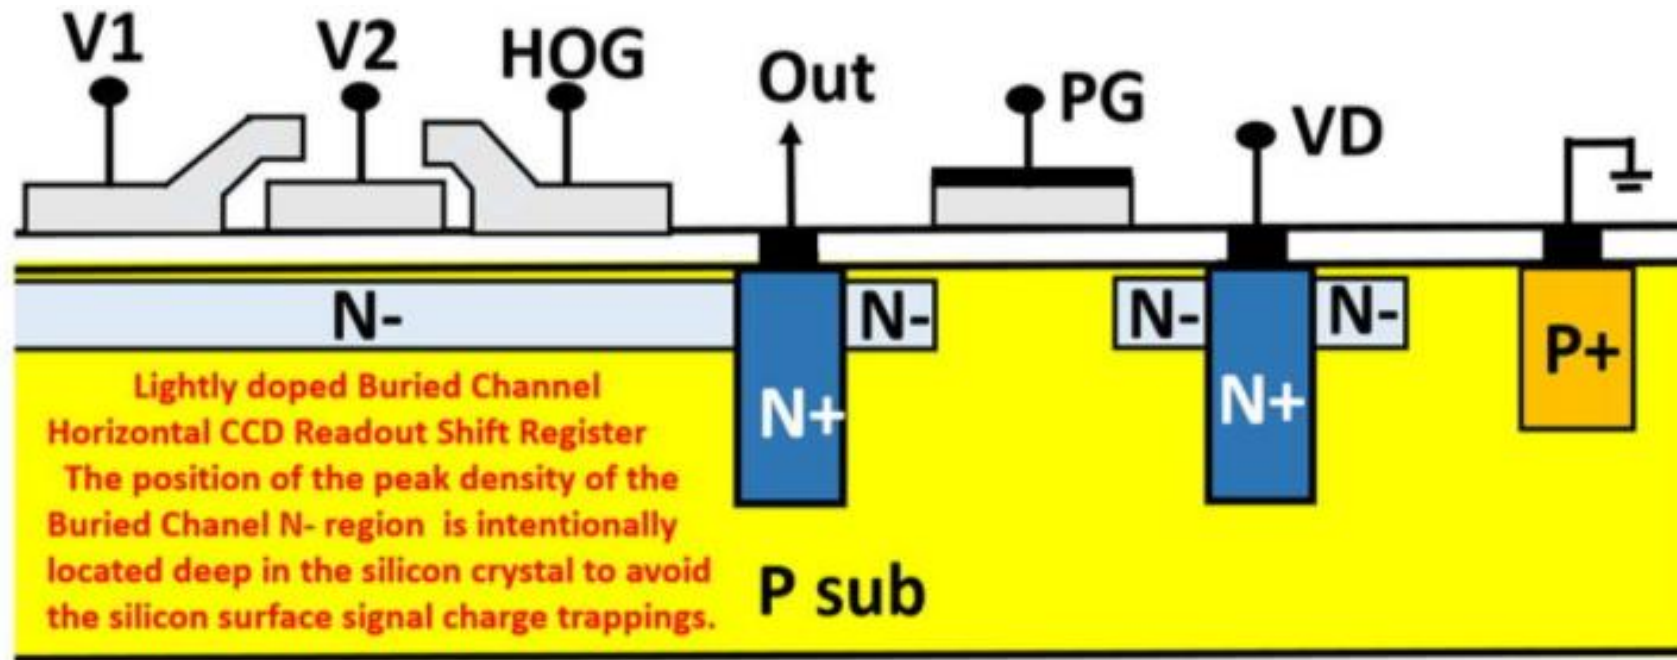 V1
V2
HOG
Out
PG
VD
N-
N-
N-
N-
N+
N+
P+
Lightly doped Buried Channel
Horizontal CCD Readout Shift Register
The position of the peak density of the
Buried Chanel N- region is intentionally
located deep in the silicon crystal to avoid
the silicon surface signal charge trappings.
P sub